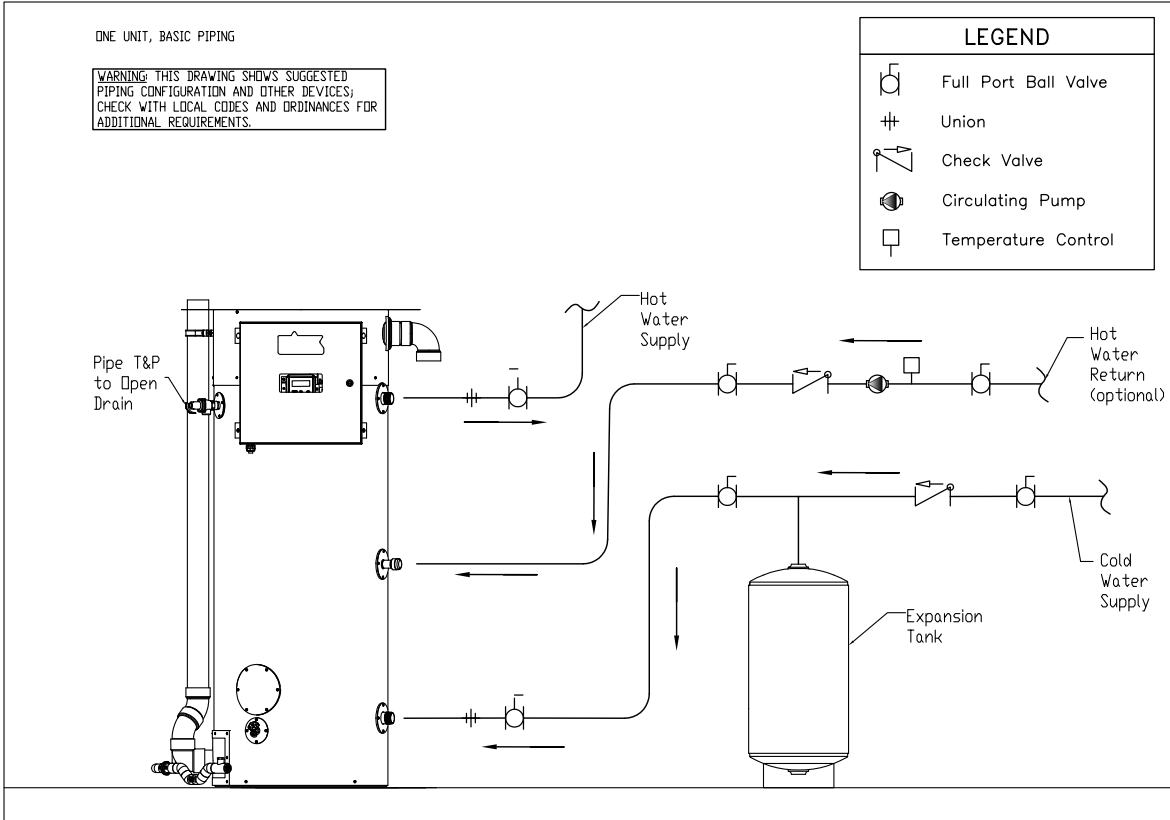 ONE UNIT, BASIC PIPING
WARNING: THIS DRAWING SHOWS SUGGESTED
PIPING CONFIGURATION AND OTHER DEVICES;
CHECK WITH LOCAL CODES AND ORDINANCES FOR
ADDITIONAL REQUIREMENTS.
LEGEND
Full Port Ball Valve
Union
Check Valve
Circulating Pump
Temperature Control
Hot
Water
Supply
Hot
Water
Return
(optional)
Pipe T&P
to Open
Drain
Cold
Water
Supply
Expansion
Tank